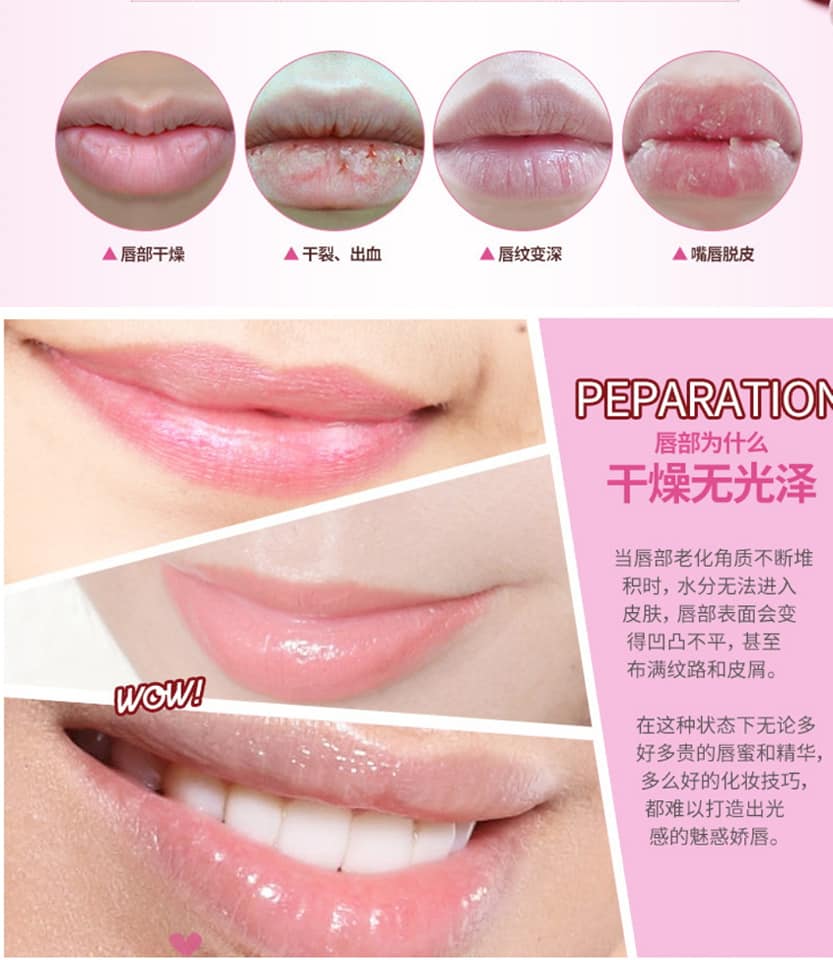 ▲唇部干燥
▲干裂、出血
▲唇纹变深
▲嘴唇脱皮
PEPARATION
唇部为什么
干燥无光泽
当唇部老化角质不断堆
积时，水分无法进入
皮肤，唇部表面会变
得凹凸不平，甚至
布满纹路和皮屑。
在这种状态下无论多
好多贵的唇蜜和精华，
多么好的化妆技巧，
都难以打造出光
感的魅惑娇唇。
WOW!